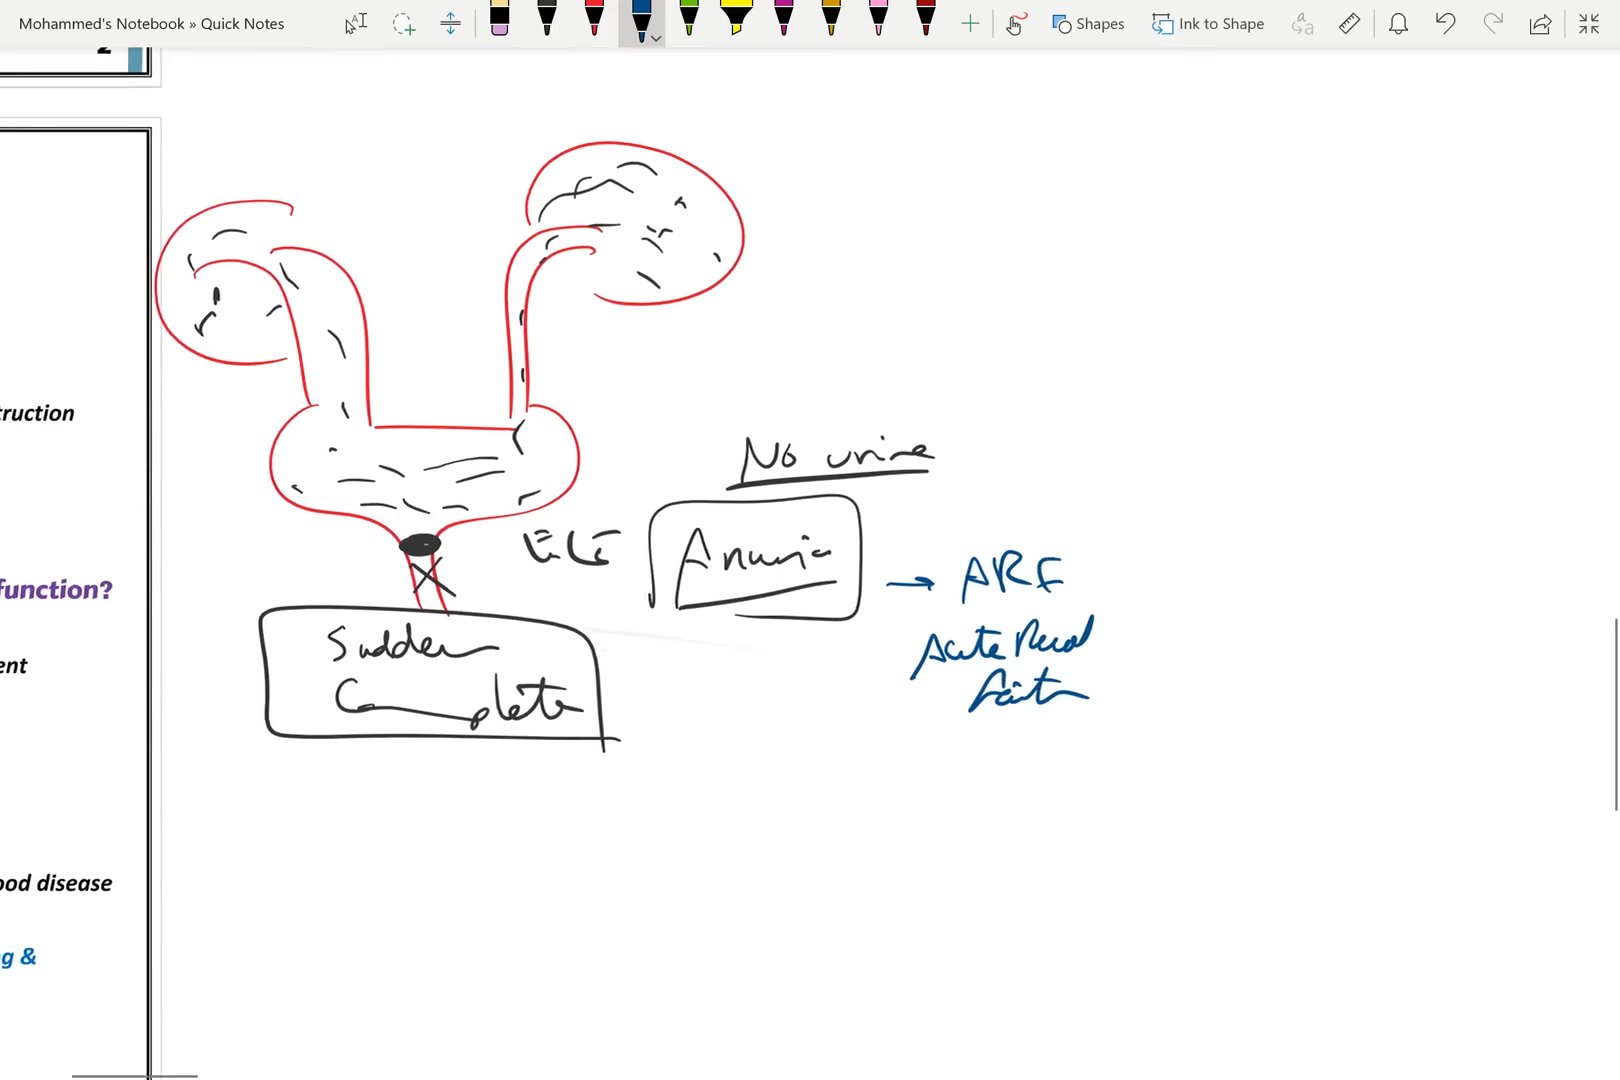 Mohammed's Notebook » Quick Notes
Shapes
Ink to Shape
2
truction
function?
ent
ood disease
g &
No urine
Anuria
→ ARF
Acute Renal
Sudden
Complete